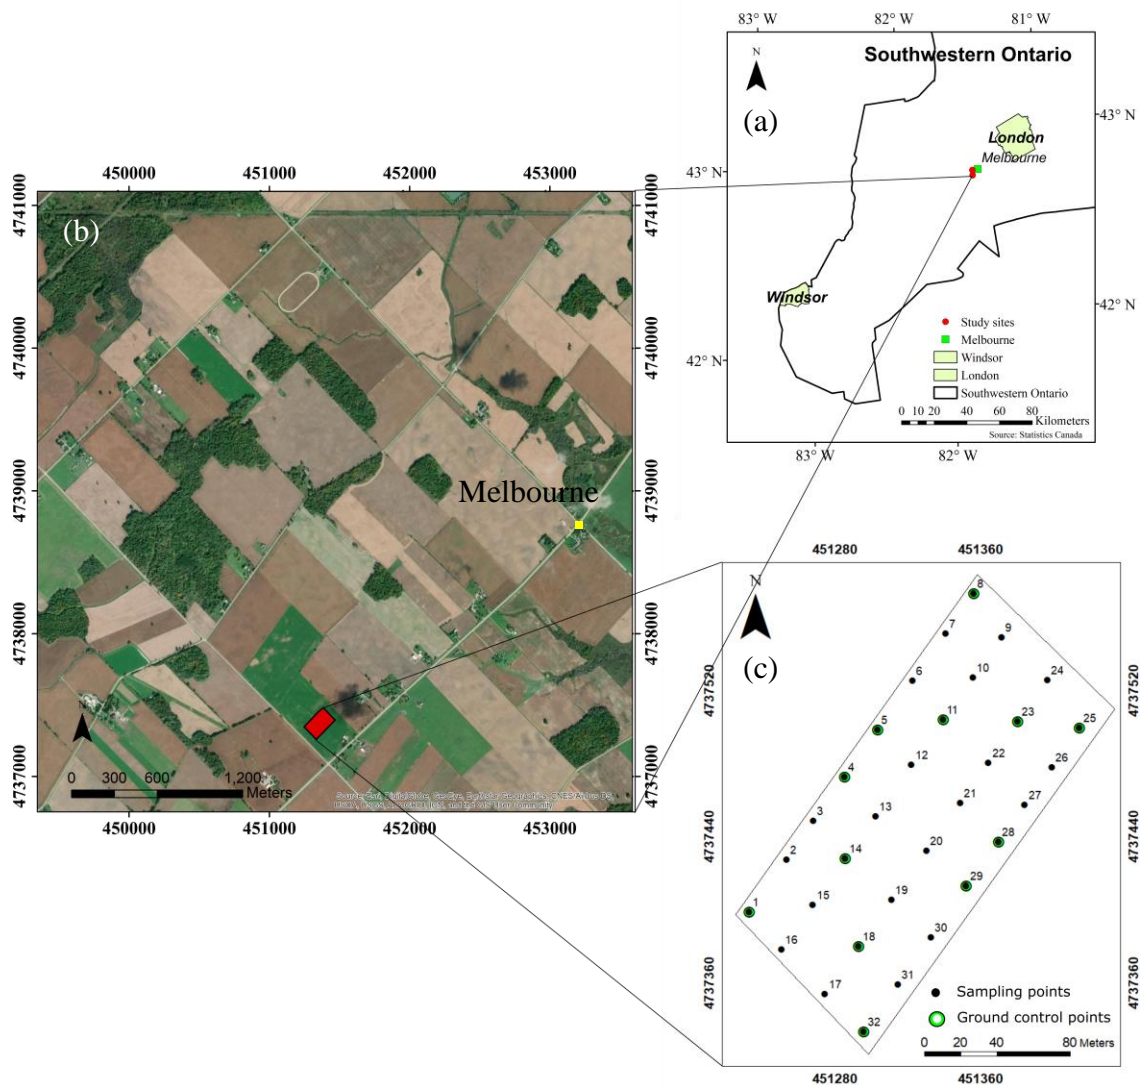 83° W 82° W 81° W
N
Southwestern Ontario
(a)
43° N
London
Melbourne
43° N
Windsor
42° N
42° N
Study sites
Melbourne
Windsor
London
Southwestern Ontario
0 10 20 40 60 80
Kilometers
Source: Statistics Canada
83° W 82° W
450000 451000 452000 453000
4741000 4741000
(b)
4740000 4740000
4739000 4739000
Melbourne
4738000 4738000
4737000 4737000
N
0 300 600 1,200
Meters
450000 451000 452000 453000
451280 451360
N
(c)
8
7
9
6
10
24
4737520 4737520
5
11
23
25
4
12
22
26
3
13
21
27
4737440 4737440
2
14
20
28
1
15
19
29
16
18
30
17
31
4737360 4737360
32
Sampling points
Ground control points
0 20 40 80 Meters
451280 451360